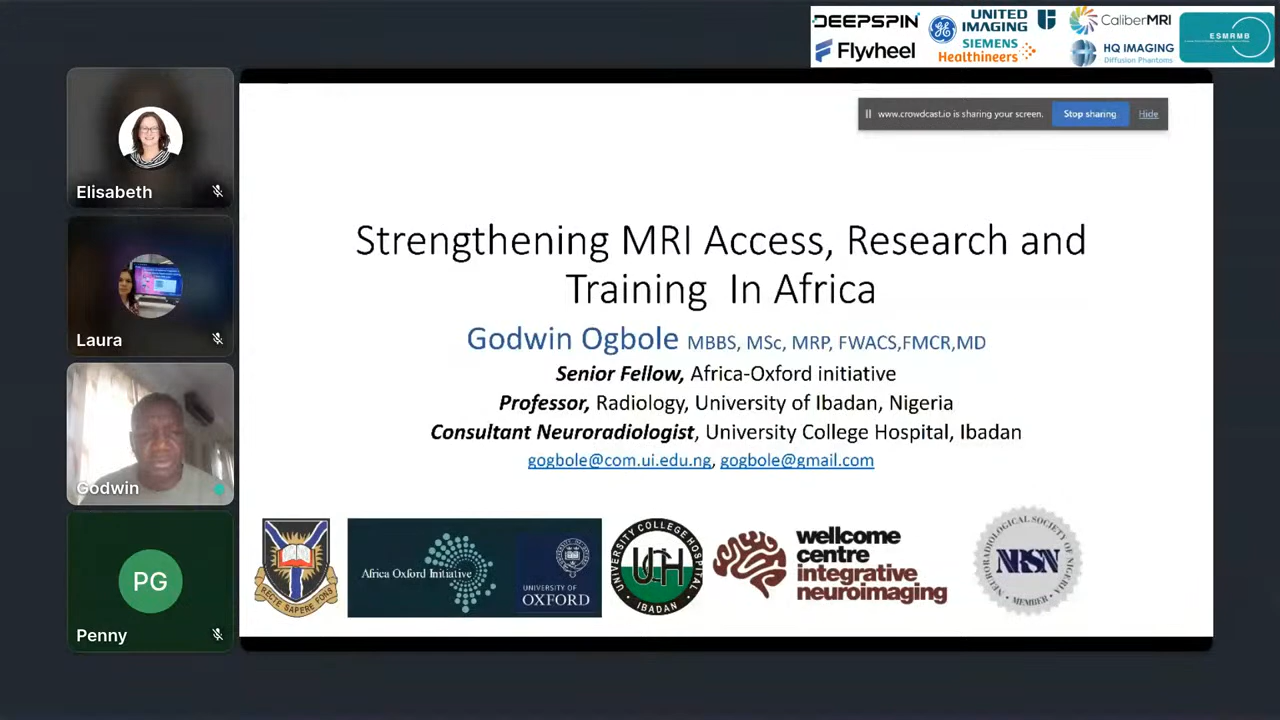 DEEPSPIN
UNITED
IMAGING
CaliberMRI
ESMRMB
Flywheel
SIEMENS
Healthineers
HQ IMAGING
Diffusion Phantoms
www.crowdcast.io is sharing your screen.
Stop sharing
Hide
Elisabeth
Laura
Godwin
PG
Penny
Strengthening MRI Access, Research and
Training In Africa
Godwin Ogbole MBBS, MSc, MRP, FWACS,FMCR,MD
Senior Fellow, Africa-Oxford initiative
Professor, Radiology, University of Ibadan, Nigeria
Consultant Neuroradiologist, University College Hospital, Ibadan
gogbole@com.ui.edu.ng, gogbole@gmail.com
RECTE SAPERE FONS
Africa Oxford Initiative
UNIVERSITY OF
OXFORD
UNIVERSITY COLLEGE HOSPITAL
UCH
IBADAN
wellcome
centre
integrative
neuroimaging
NRSN
MEMBER